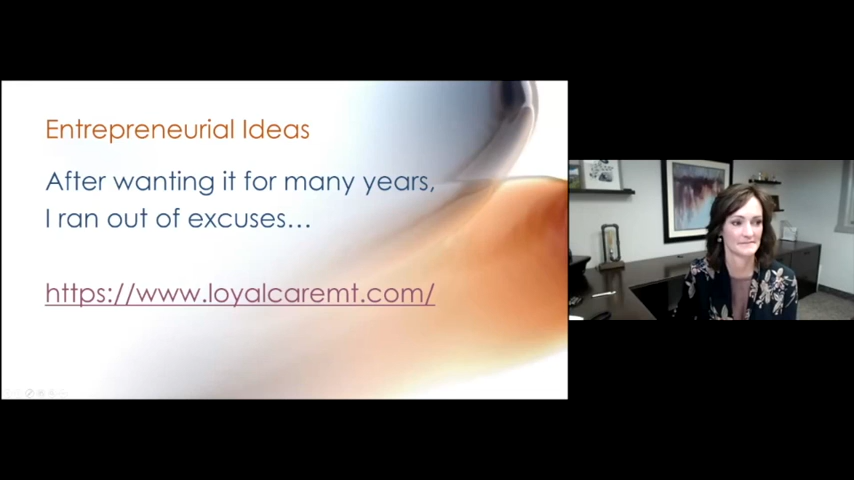 Entrepreneurial Ideas
After wanting it for many years,
I ran out of excuses…
https://www.loyalcaremt.com/